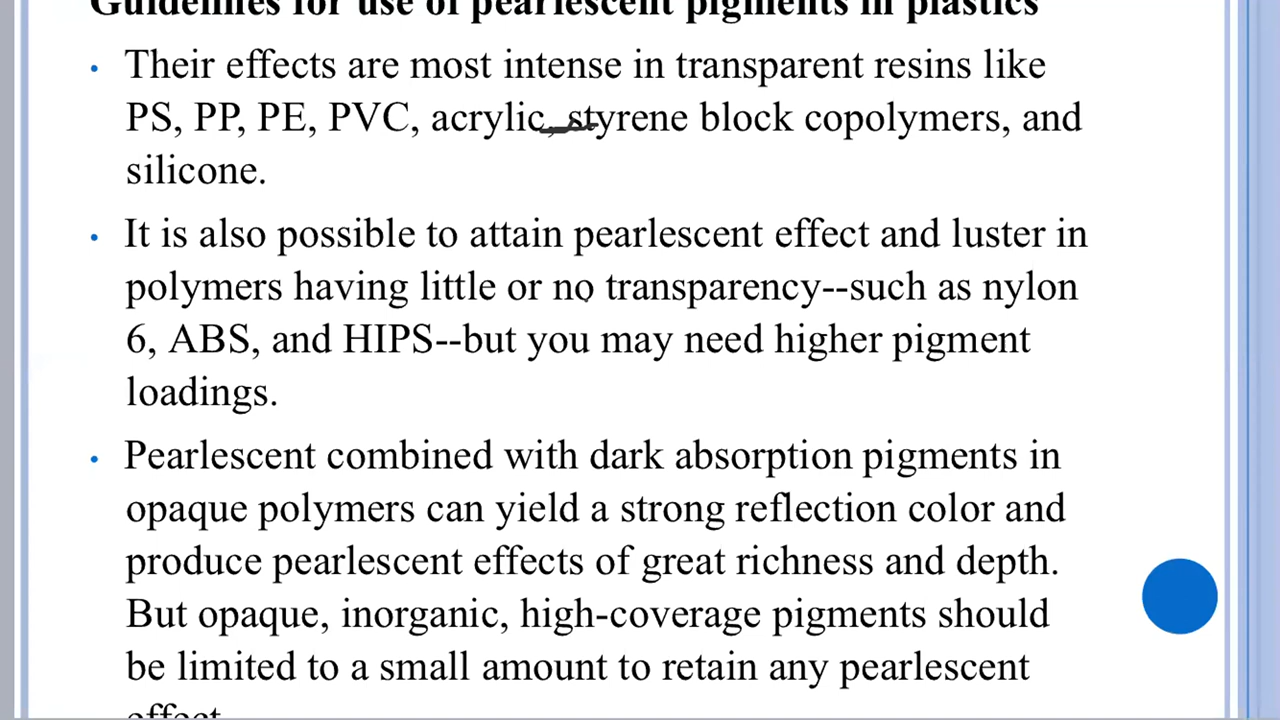 Guidelines for use of pearlescent pigments in plastics
• Their effects are most intense in transparent resins like
PS, PP, PE, PVC, acrylic, styrene block copolymers, and
silicone.
• It is also possible to attain pearlescent effect and luster in
polymers having little or no transparency--such as nylon
6, ABS, and HIPS--but you may need higher pigment
loadings.
• Pearlescent combined with dark absorption pigments in
opaque polymers can yield a strong reflection color and
produce pearlescent effects of great richness and depth.
But opaque, inorganic, high-coverage pigments should
be limited to a small amount to retain any pearlescent
effect.